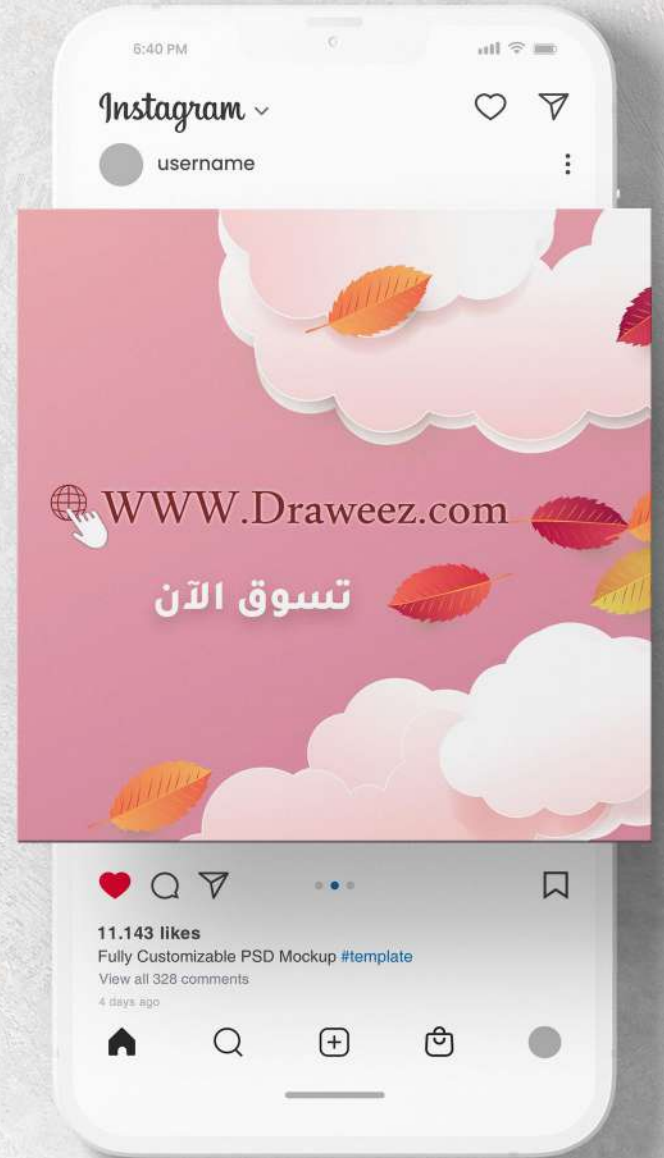 6:40 PM
Instagram
username
WWW.Draweez.com
تسوق الآن
11.143 likes
Fully Customizable PSD Mockup #template
View all 328 comments
4 days ago